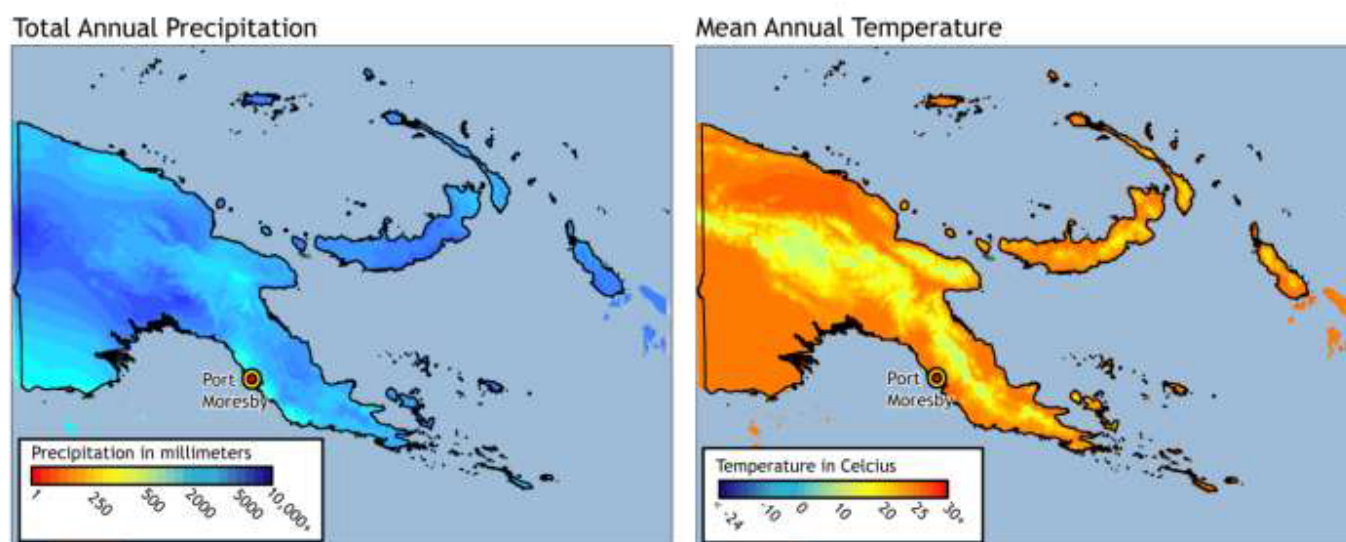 Total Annual Precipitation
Port
Moresby
Precipitation in millimeters
1 250 500 2000 5000 10,000+
Mean Annual Temperature
Port
Moresby
Temperature in Celcius
< -24 -10 0 10 20 25 30+